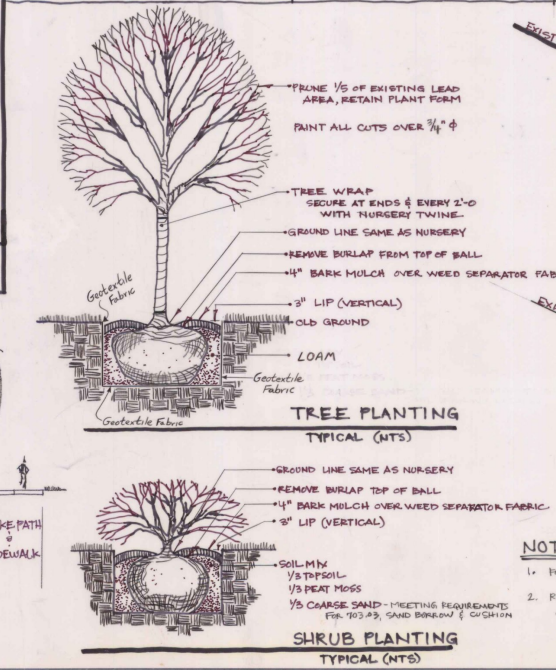 EXIST
PRUNE 1/5 OF EXISTING LEAD
AREA, RETAIN PLANT FORM
PAINT ALL CUTS OVER 3/4" ϕ
TREE WRAP
SECURE AT ENDS & EVERY 2'-0
WITH NURSERY TWINE
GROUND LINE SAME AS NURSERY
REMOVE BURLAP FROM TOP OF BALL
4" BARK MULCH OVER WEED SEPARATOR FAB
Geotextile
Fabric
3" LIP (VERTICAL)
OLD GROUND
LOAM
Geotextile
Fabric
Geotextile Fabric
TREE PLANTING
TYPICAL (NTS)
GROUND LINE SAME AS NURSERY
REMOVE BURLAP TOP OF BALL
4" BARK MULCH OVER WEED SEPARATOR FABRIC
3" LIP (VERTICAL)
KE PATH
&
DEWALK
SOIL MIX
1/3 TOPSOIL
1/3 PEAT MOSS
1/3 COARSE SAND - MEETING REQUIREMENTS
FOR 703.03, SAND BORROW & CUSHION
NOT
1.
2. R
SHRUB PLANTING
TYPICAL (NTS)